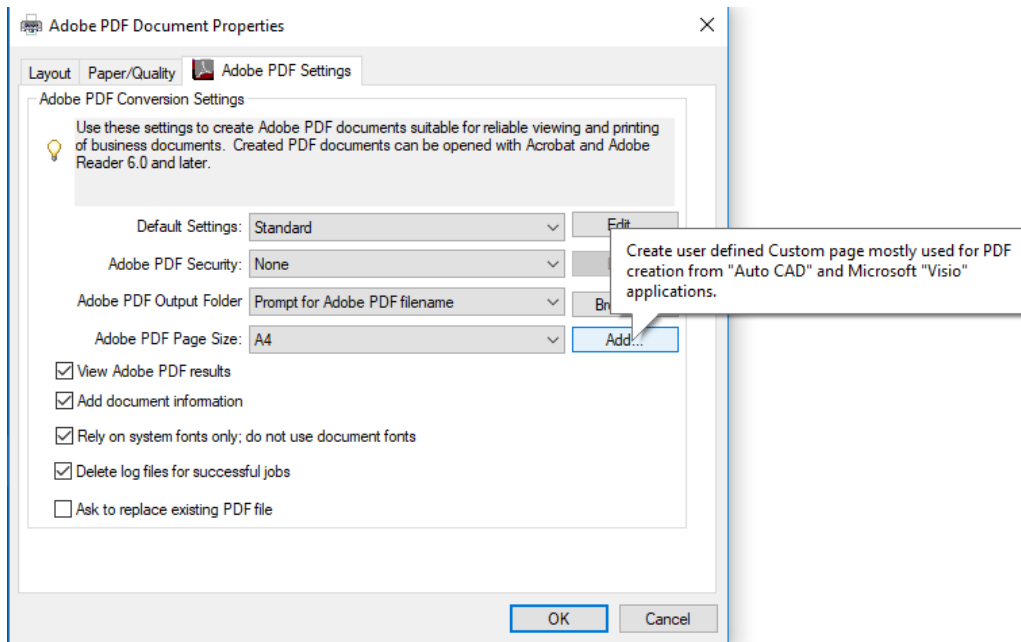 Adobe PDF Document Properties
Layout Paper/Quality Adobe PDF Settings
Adobe PDF Conversion Settings
Use these settings to create Adobe PDF documents suitable for reliable viewing and printing
of business documents. Created PDF documents can be opened with Acrobat and Adobe
Reader 6.0 and later.
Default Settings: Standard Edit...
Adobe PDF Security: None
Create user defined Custom page mostly used for PDF
creation from "Auto CAD" and Microsoft "Visio"
applications.
Adobe PDF Output Folder Prompt for Adobe PDF filename
Adobe PDF Page Size: A4 Add...
View Adobe PDF results
Add document information
Rely on system fonts only; do not use document fonts
Delete log files for successful jobs
Ask to replace existing PDF file
OK Cancel